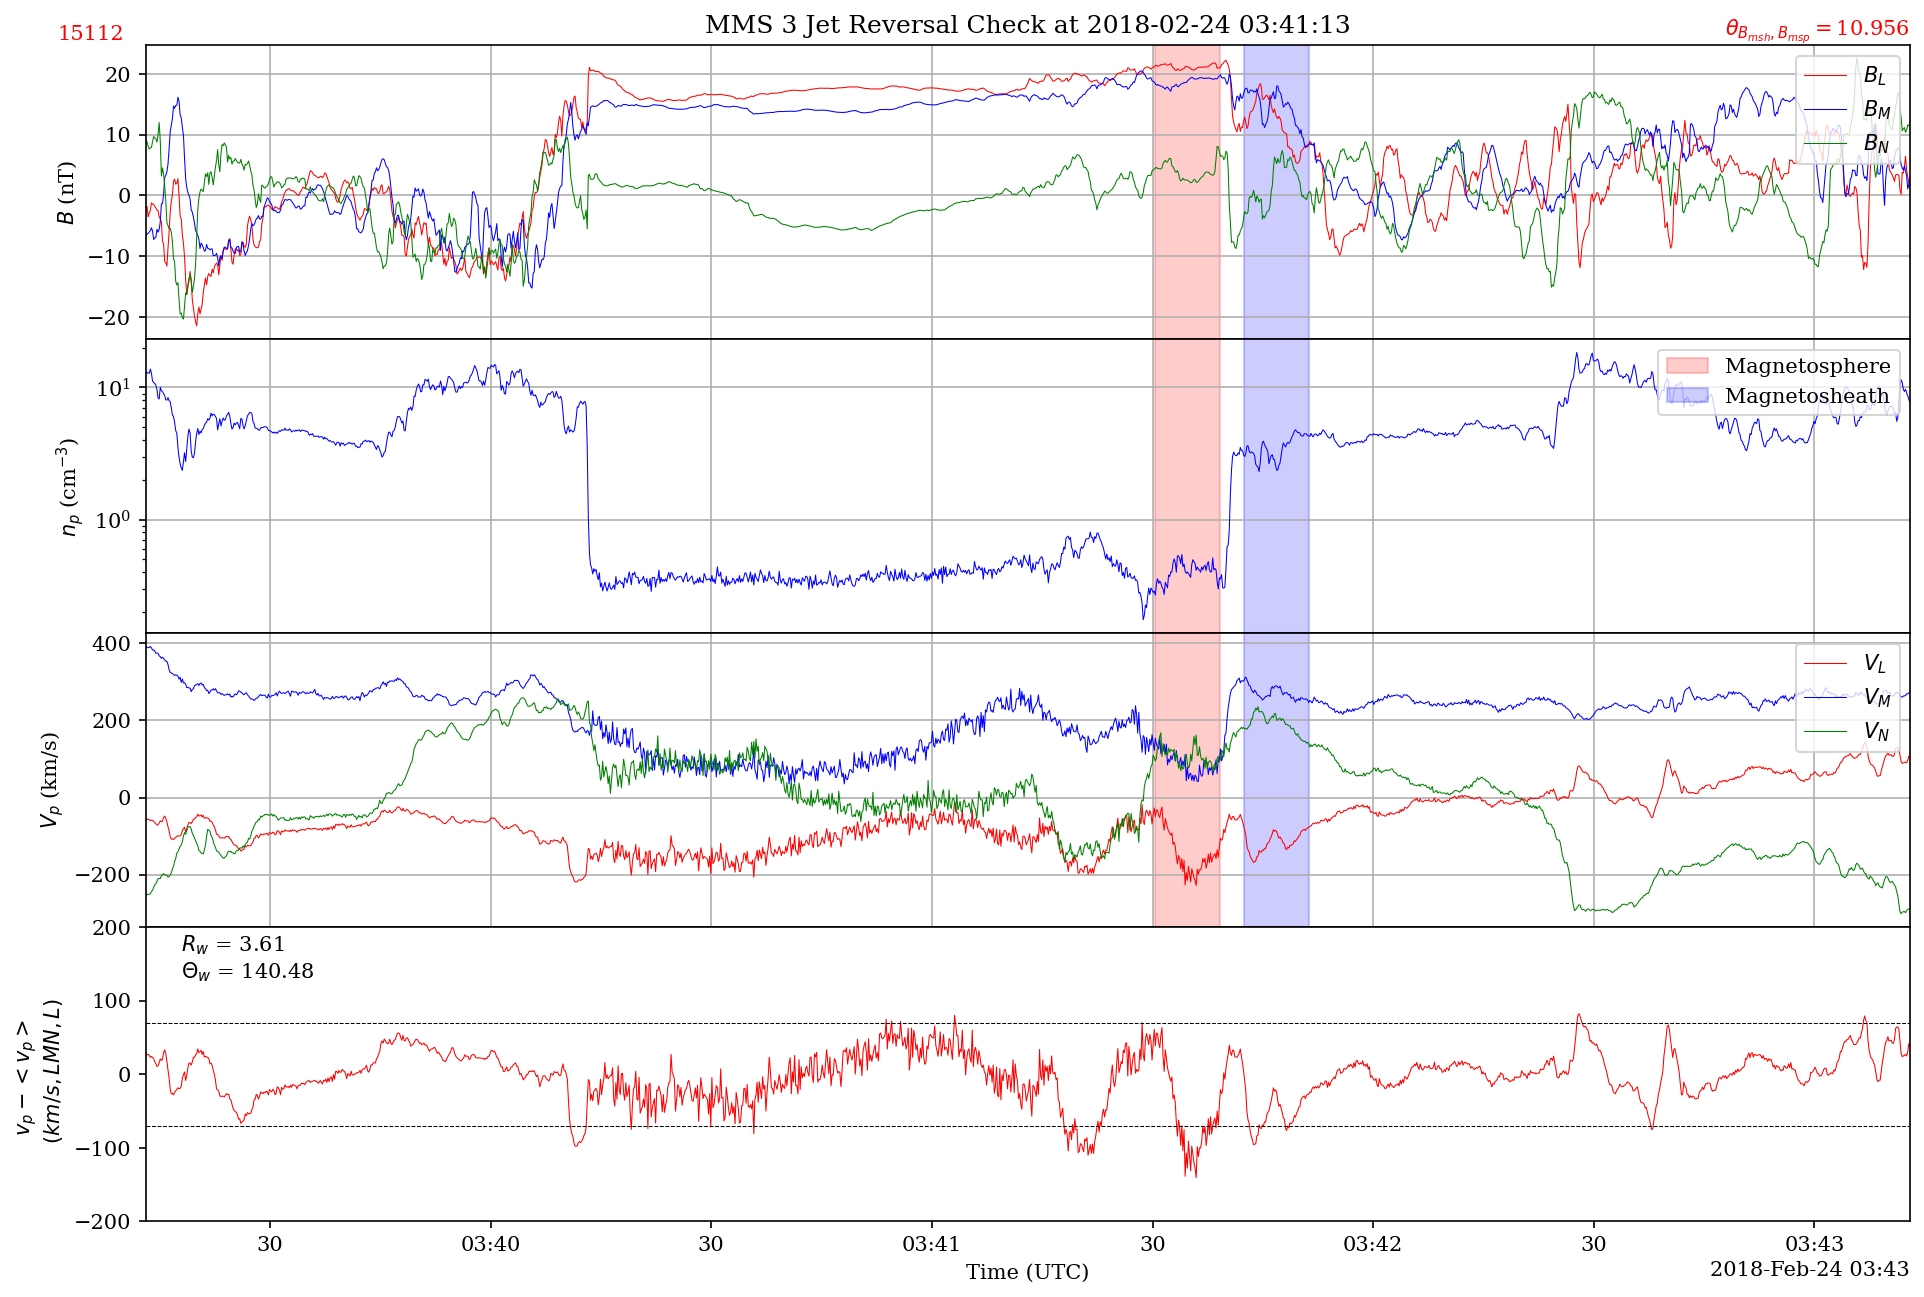 15112
MMS 3 Jet Reversal Check at 2018-02-24 03:41:13
θ_{B_{msh}, B_{msp}} = 10.956
20
10
0
−10
−20
B (nT)
B_L
B_M
B_N
10^1
10^0
n_p (cm^{−3})
Magnetosphere
Magnetosheath
400
200
0
−200
V_p (km/s)
V_L
V_M
V_N
200
100
0
−100
−200
v_p − < v_p >
(km/s, LMN, L)
R_w = 3.61
Θ_w = 140.48
30 03:40 30 03:41 30 03:42 30 03:43
Time (UTC)
2018-Feb-24 03:43